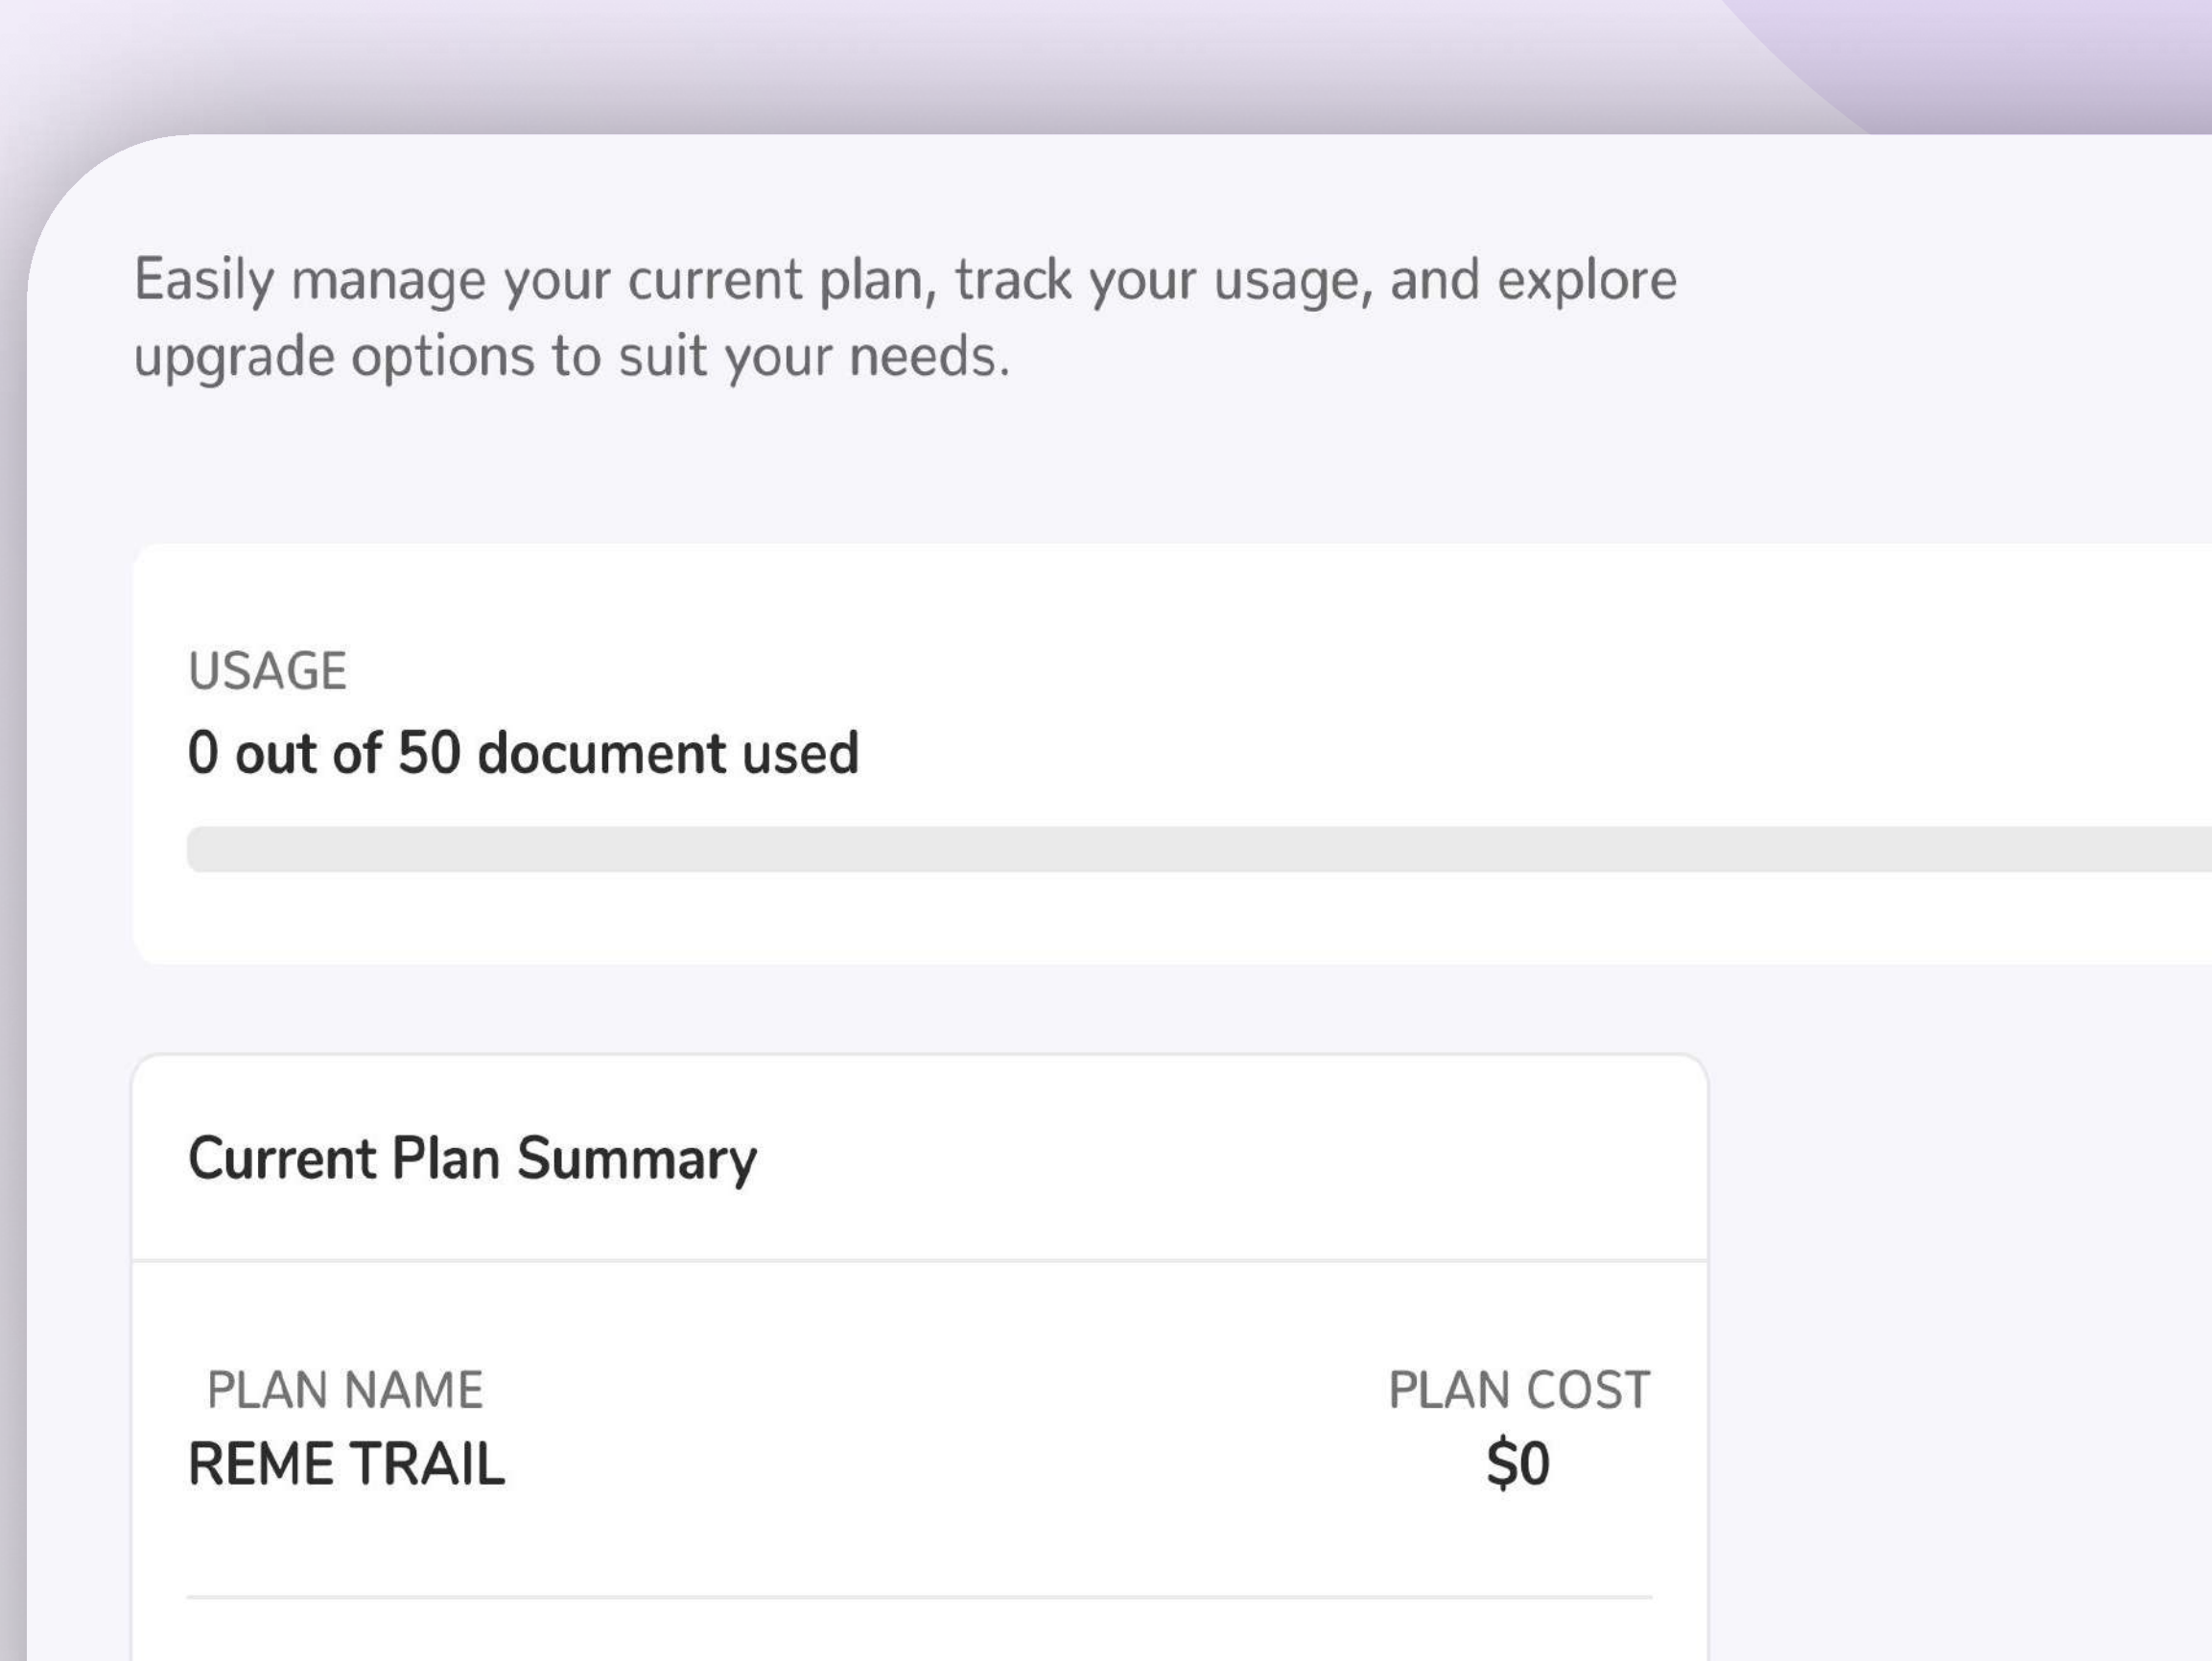 Easily manage your current plan, track your usage, and explore
upgrade options to suit your needs.
USAGE
0 out of 50 document used
Current Plan Summary
PLAN NAME
REME TRAIL
PLAN COST
$0